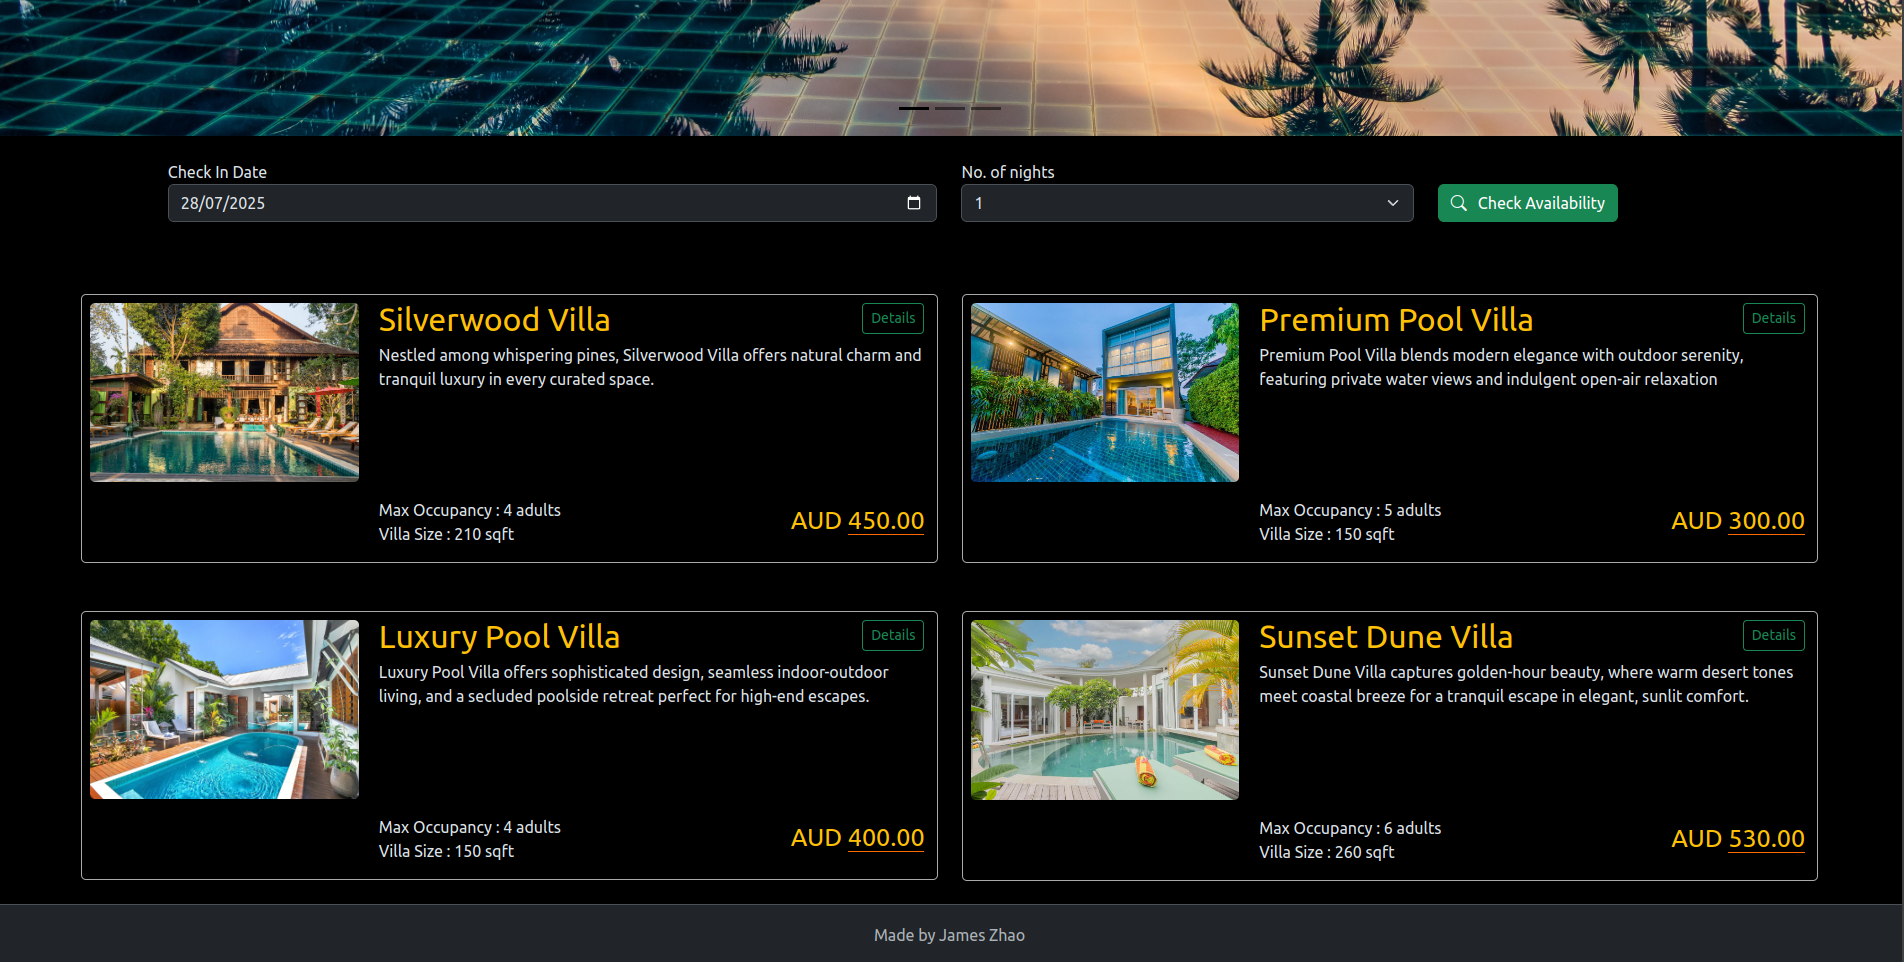 Check In Date
No. of nights
28/07/2025
1
Check Availability
Silverwood Villa
Details
Nestled among whispering pines, Silverwood Villa offers natural charm and
tranquil luxury in every curated space.
Max Occupancy : 4 adults
Villa Size : 210 sqft
AUD 450.00
Premium Pool Villa
Details
Premium Pool Villa blends modern elegance with outdoor serenity,
featuring private water views and indulgent open-air relaxation
Max Occupancy : 5 adults
Villa Size : 150 sqft
AUD 300.00
Luxury Pool Villa
Details
Luxury Pool Villa offers sophisticated design, seamless indoor-outdoor
living, and a secluded poolside retreat perfect for high-end escapes.
Max Occupancy : 4 adults
Villa Size : 150 sqft
AUD 400.00
Sunset Dune Villa
Details
Sunset Dune Villa captures golden-hour beauty, where warm desert tones
meet coastal breeze for a tranquil escape in elegant, sunlit comfort.
Max Occupancy : 6 adults
Villa Size : 260 sqft
AUD 530.00
Made by James Zhao